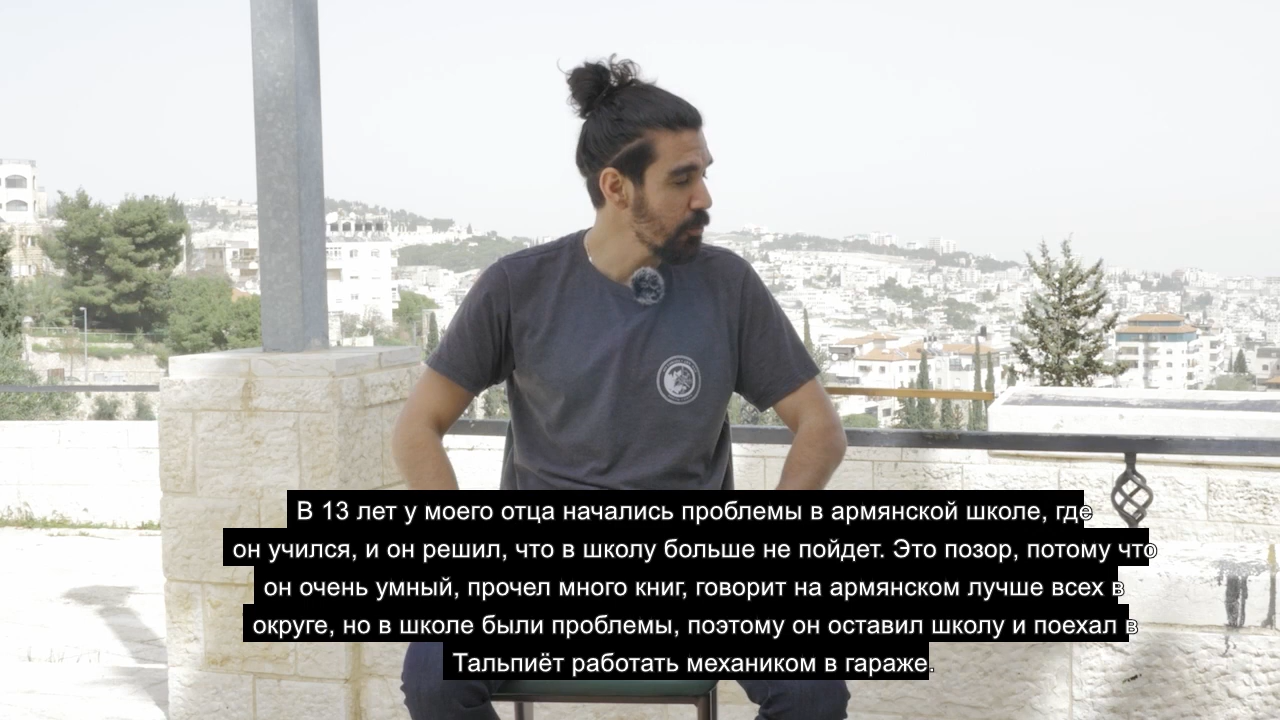 В 13 лет у моего отца начались проблемы в армянской школе, где
он учился, и он решил, что в школу больше не пойдет. Это позор, потому что
он очень умный, прочел много книг, говорит на армянском лучше всех в
округе, но в школе были проблемы, поэтому он оставил школу и поехал в
Тальпиёт работать механиком в гараже.